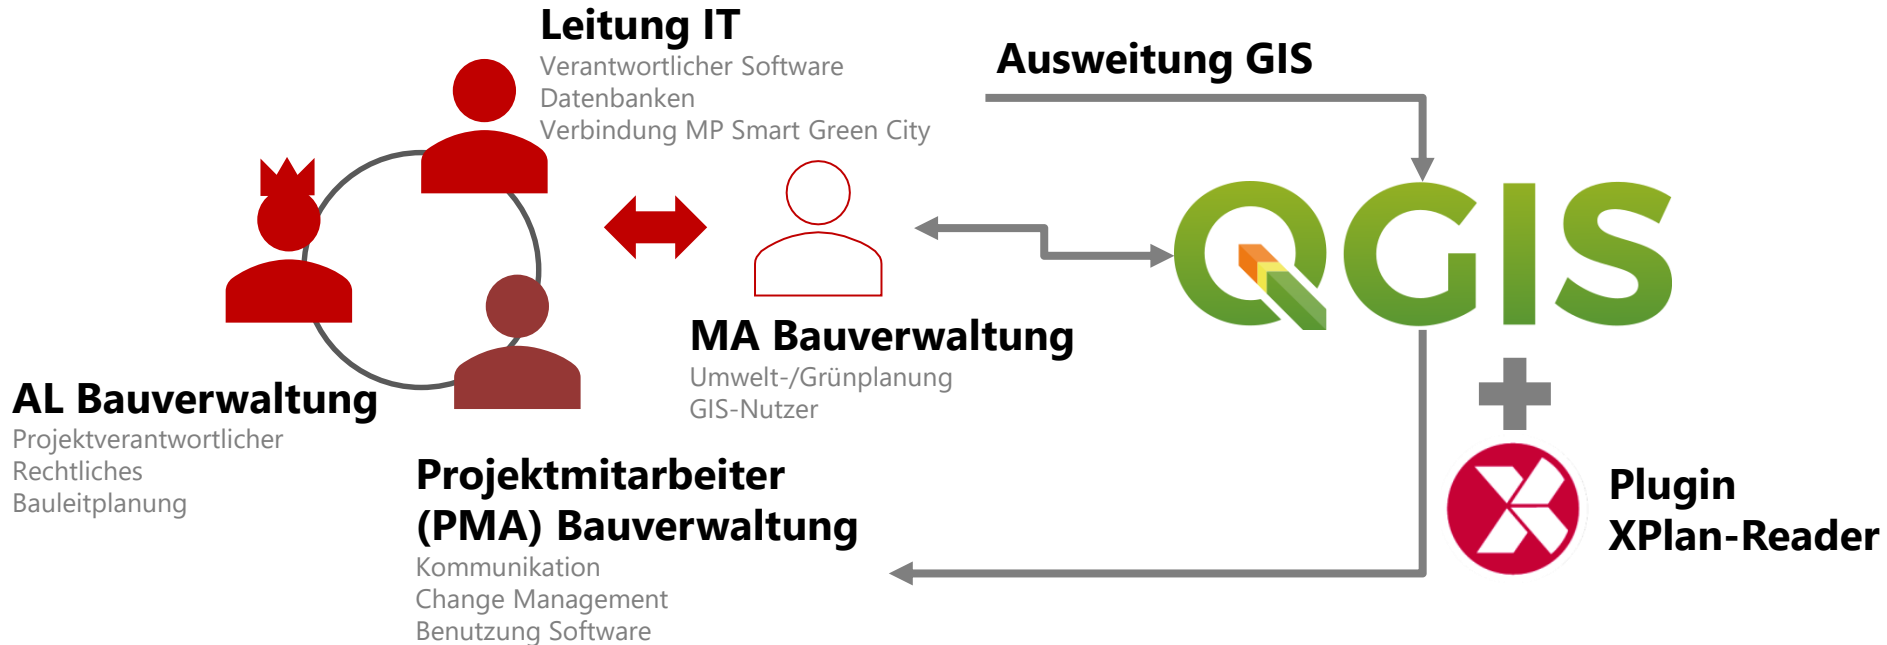 Leitung IT
Verantwortlicher Software
Datenbanken
Verbindung MP Smart Green City
Ausweitung GIS
QGIS
MA Bauverwaltung
Umwelt-/Grünplanung
GIS-Nutzer
AL Bauverwaltung
Projektverantwortlicher
Rechtliches
Bauleitplanung
Projektmitarbeiter
(PMA) Bauverwaltung
Kommunikation
Change Management
Benutzung Software
Plugin
XPlan-Reader